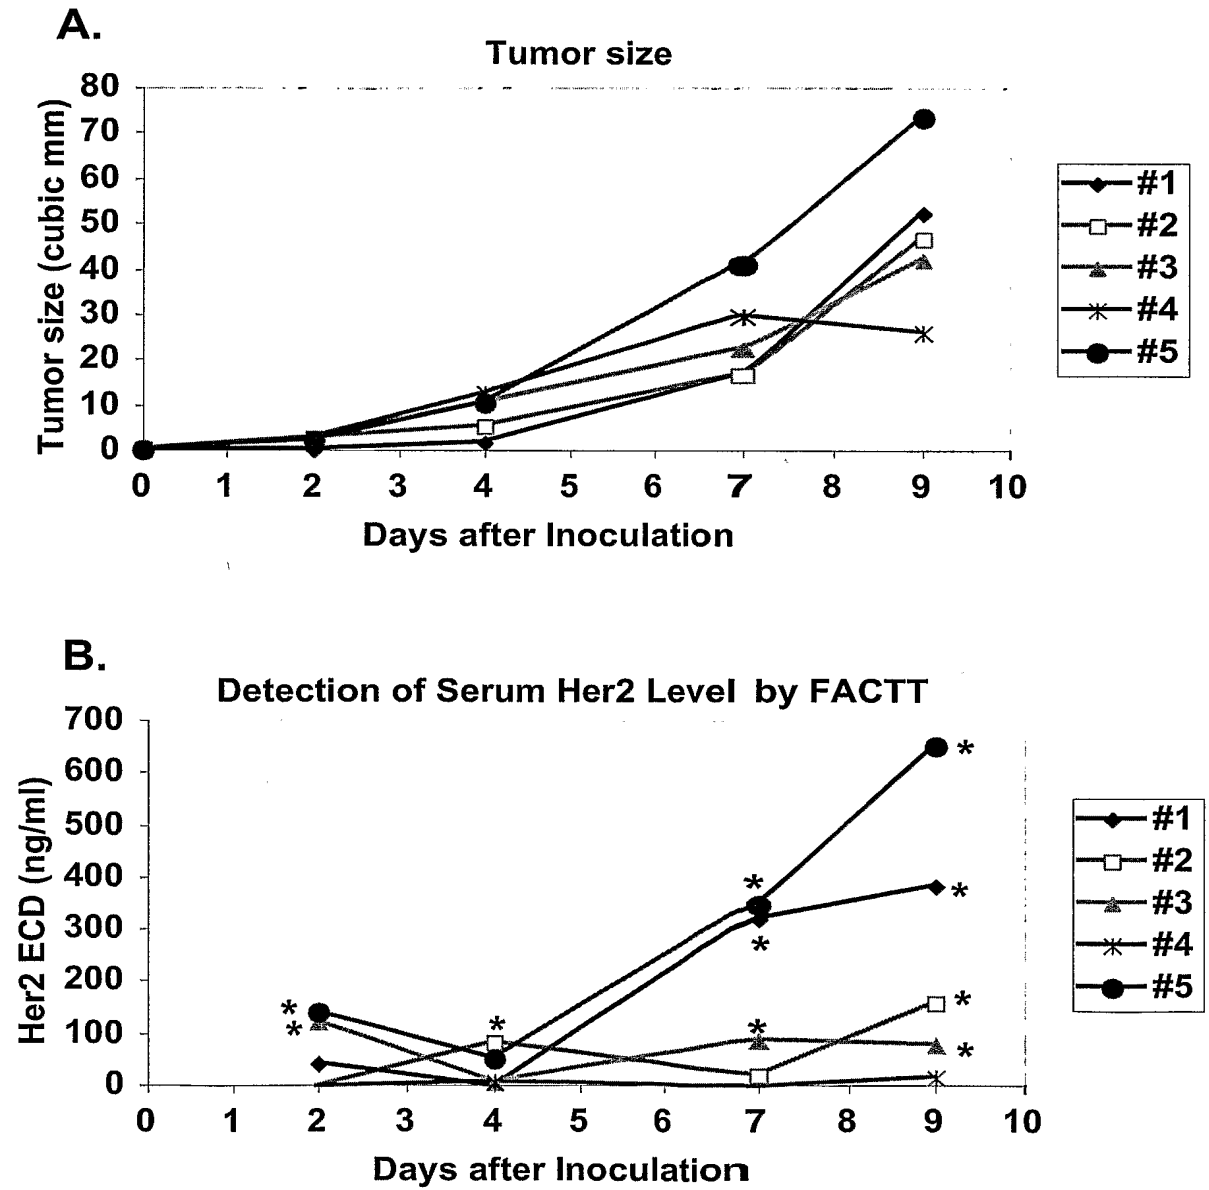 A.
Tumor size
Tumor size (cubic mm)
80
70
60
50
40
30
20
10
0
0 1 2 3 4 5 6 7 8 9 10
Days after Inoculation
#1
#2
#3
#4
#5
B.
Detection of Serum Her2 Level by FACTT
Her2 ECD (ng/ml)
700
600
500
400
300
200
100
0
* * * * * * * * * *
0 1 2 3 4 5 6 7 8 9 10
Days after Inoculation
#1
#2
#3
#4
#5